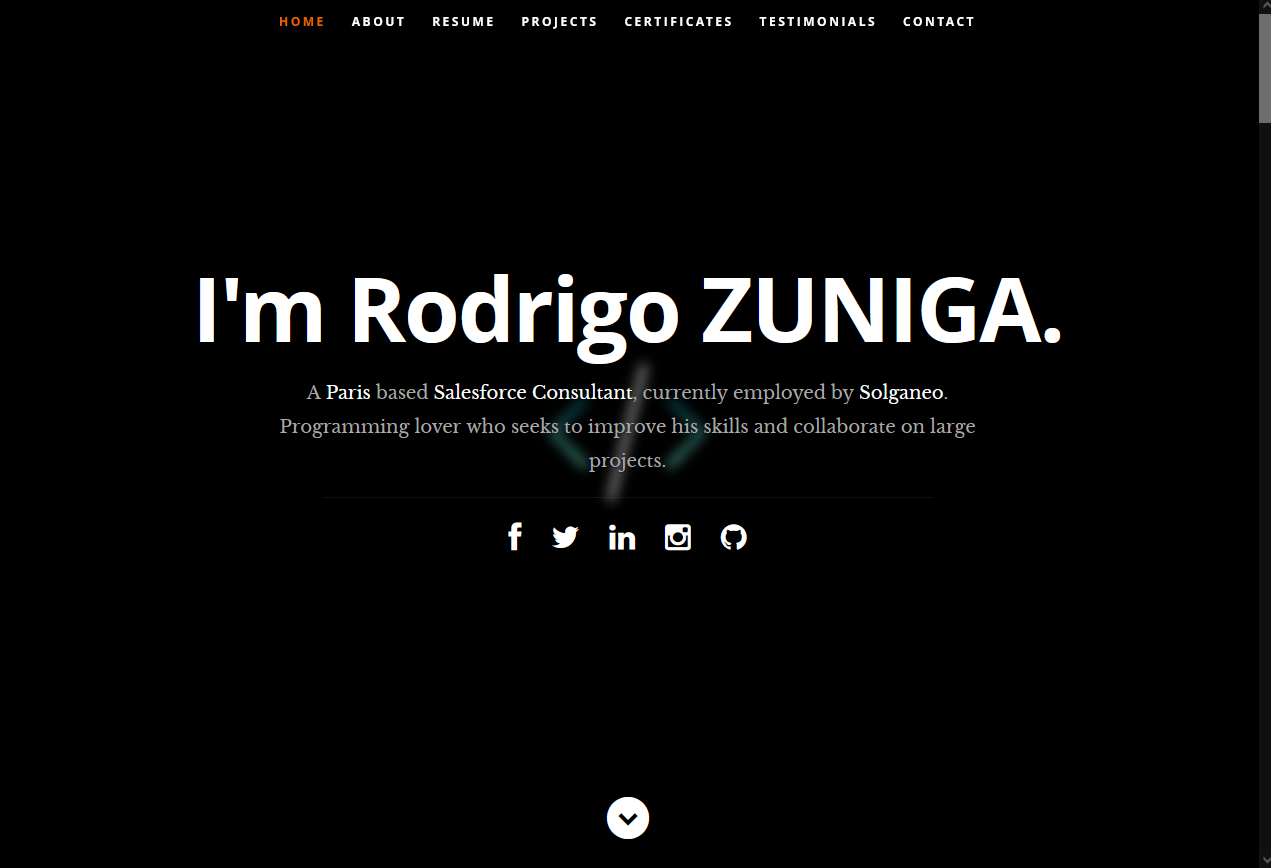 HOME ABOUT RESUME PROJECTS CERTIFICATES TESTIMONIALS CONTACT
I'm Rodrigo ZUNIGA.
A Paris based Salesforce Consultant, currently employed by Solganeo.
Programming lover who seeks to improve his skills and collaborate on large
projects.